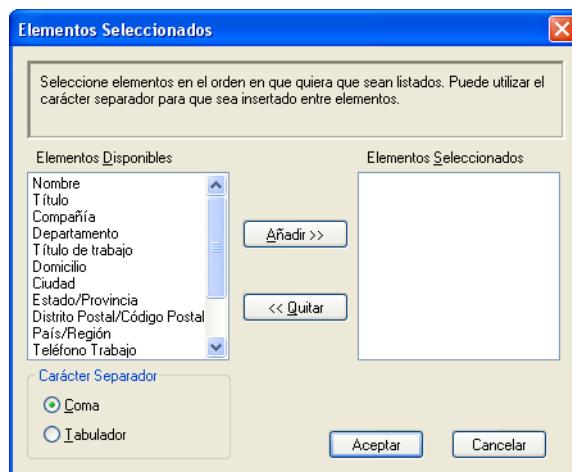 Elementos Seleccionados
Seleccione elementos en el orden en que quiera que sean listados. Puede utilizar el
carácter separador para que sea insertado entre elementos.
Elementos Disponibles
Elementos Seleccionados
Nombre
Título
Compañía
Departamento
Título de trabajo
Domicilio
Ciudad
Estado/Provincia
Distrito Postal/Código Postal
País/Región
Teléfono Trabajo
Añadir >>
<< Quitar
Carácter Separador
Coma
Tabulador
Aceptar
Cancelar